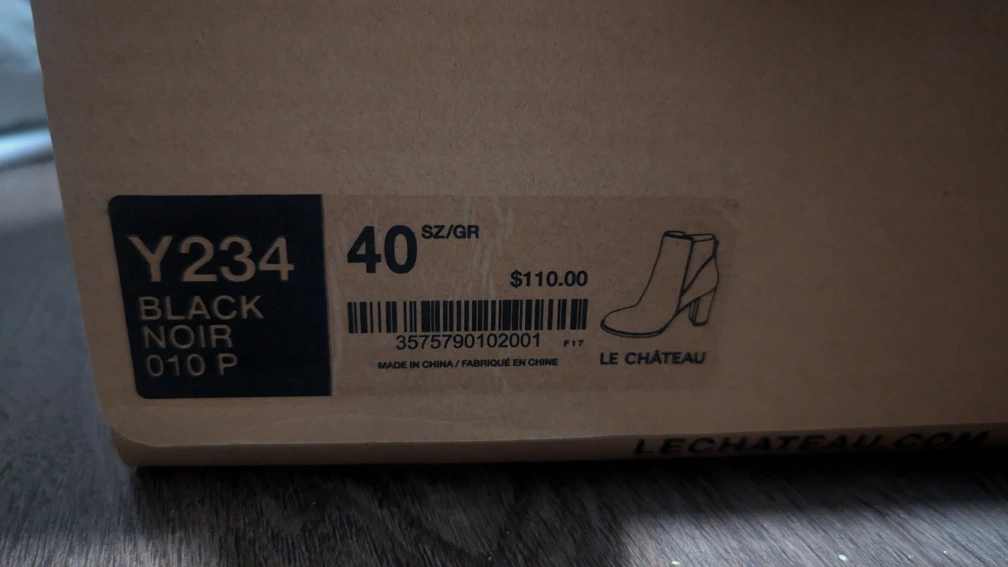 Y234
BLACK
NOIR
010 P
40 SZ/GR
$110.00
3575790102001 F17
MADE IN CHINA / FABRIQUÉ EN CHINE
LE CHÂTEAU
LECHATEAU.COM